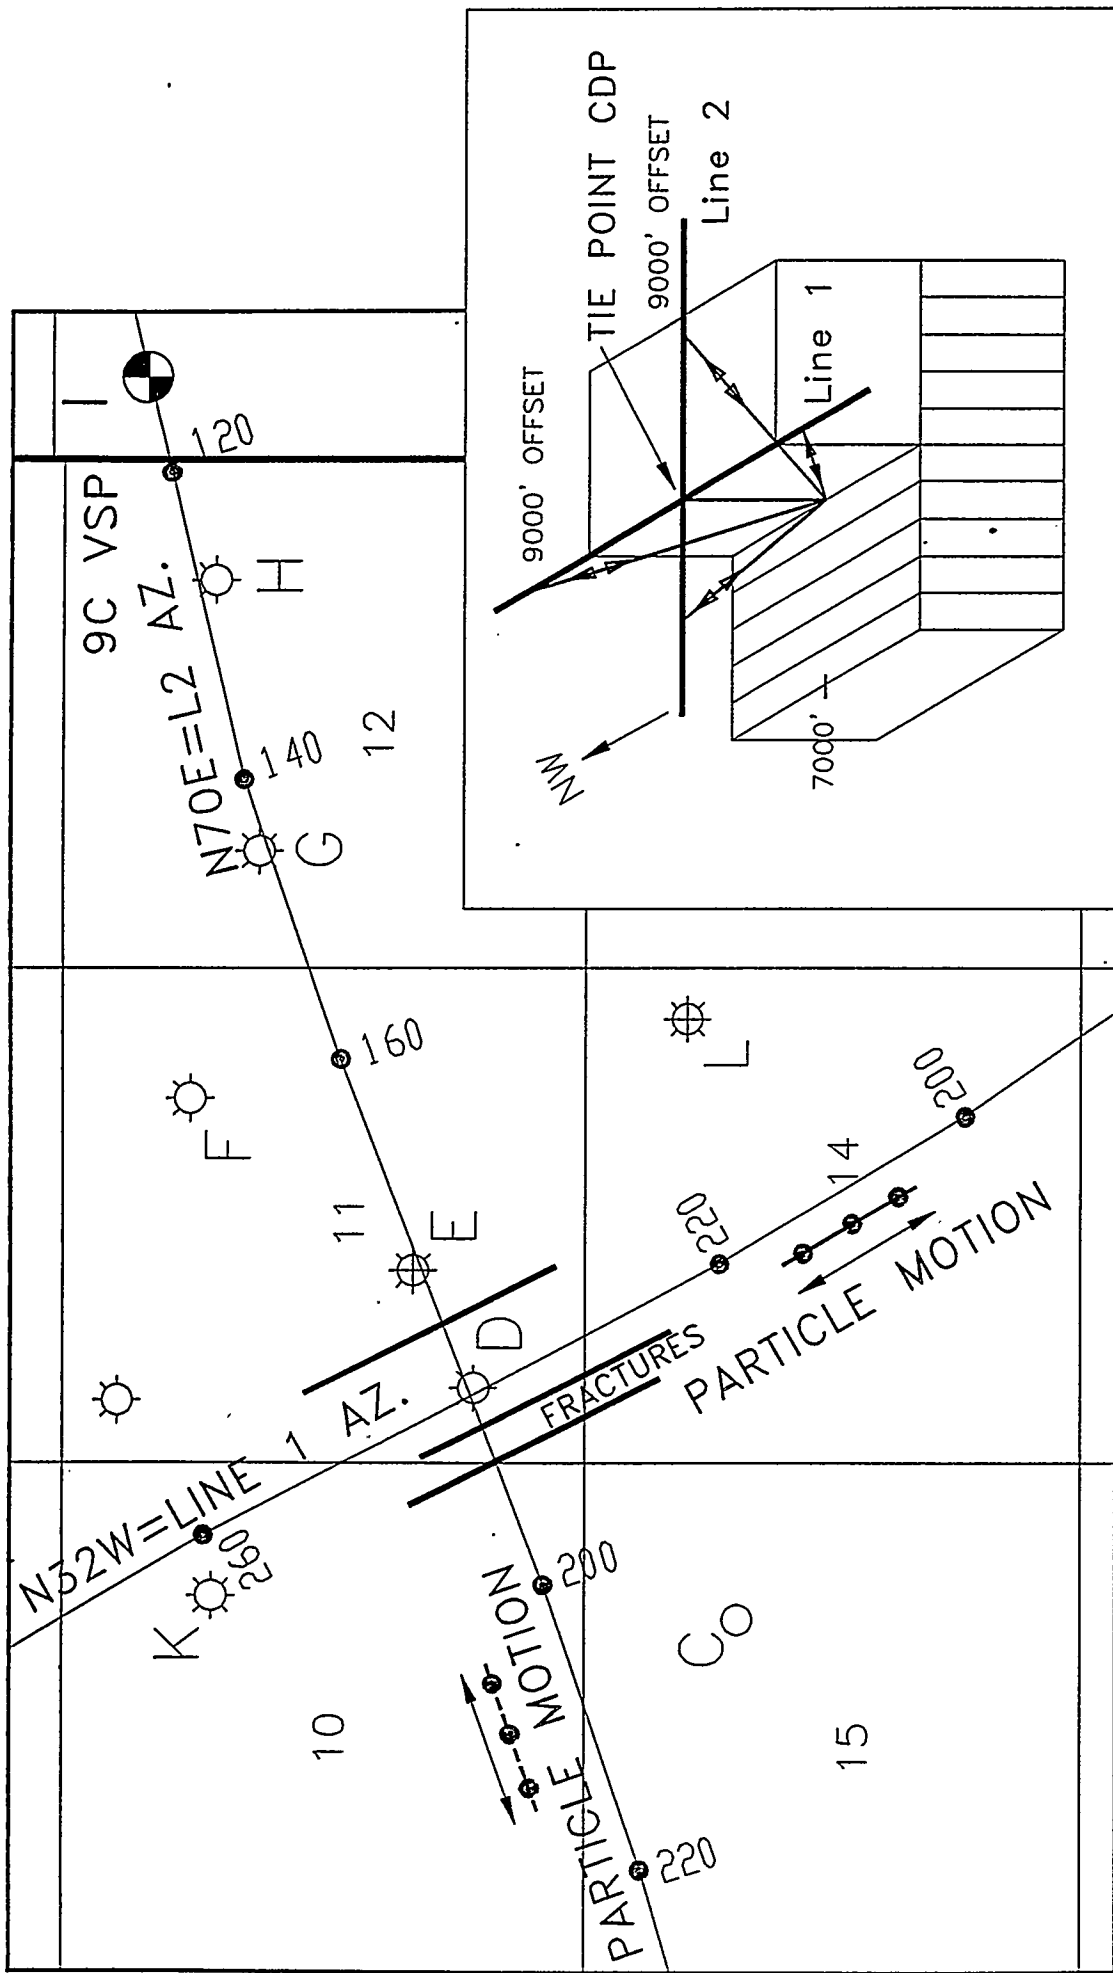 N32W=LINE 1 AZ.
K
260
10
F
11
E
D
FRACTURES
160
N70E=L2 AZ.
9C VSP
I
120
H
140
G
12
200
220
PARTICLE MOTION
C
15
220
14
200
L
PARTICLE MOTION
NW
9000' OFFSET
TIE POINT CDP
9000' OFFSET
Line 2
Line 1
7000'